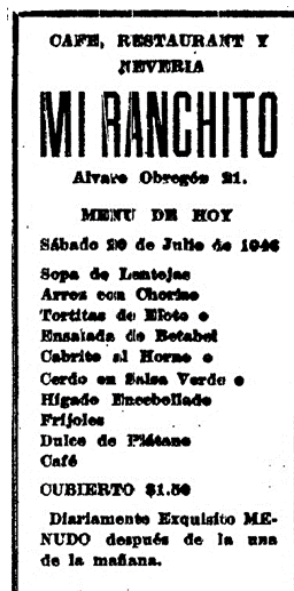 CAFE, RESTAURANT Y
NEVERIA
MI RANCHITO
Alvaro Obregón 21.
MENU DE HOY
Sábado 20 de Julio de 1946
Sopa de Lentejas
Arroz con Chorizo
Tortitas de Elote o
Ensalada de Betabel
Cabrito al Horno o
Cerdo en Salsa Verde o
Hígado Encebollado
Frijoles
Dulce de Plátano
Café
CUBIERTO $1.50
Diariamente Exquisito ME-
NUDO después de la una
de la mañana.